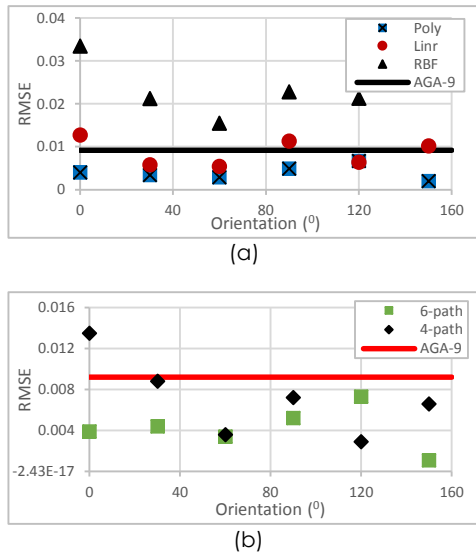 0.04
0.03
0.02
0.01
0
RMSE
0 40 80 120 160
Orientation (⁰)
Poly
Linr
RBF
AGA-9
(a)
0.016
0.012
0.008
0.004
-2.43E-17
RMSE
0 40 80 120 160
Orientation (⁰)
6-path
4-path
AGA-9
(b)